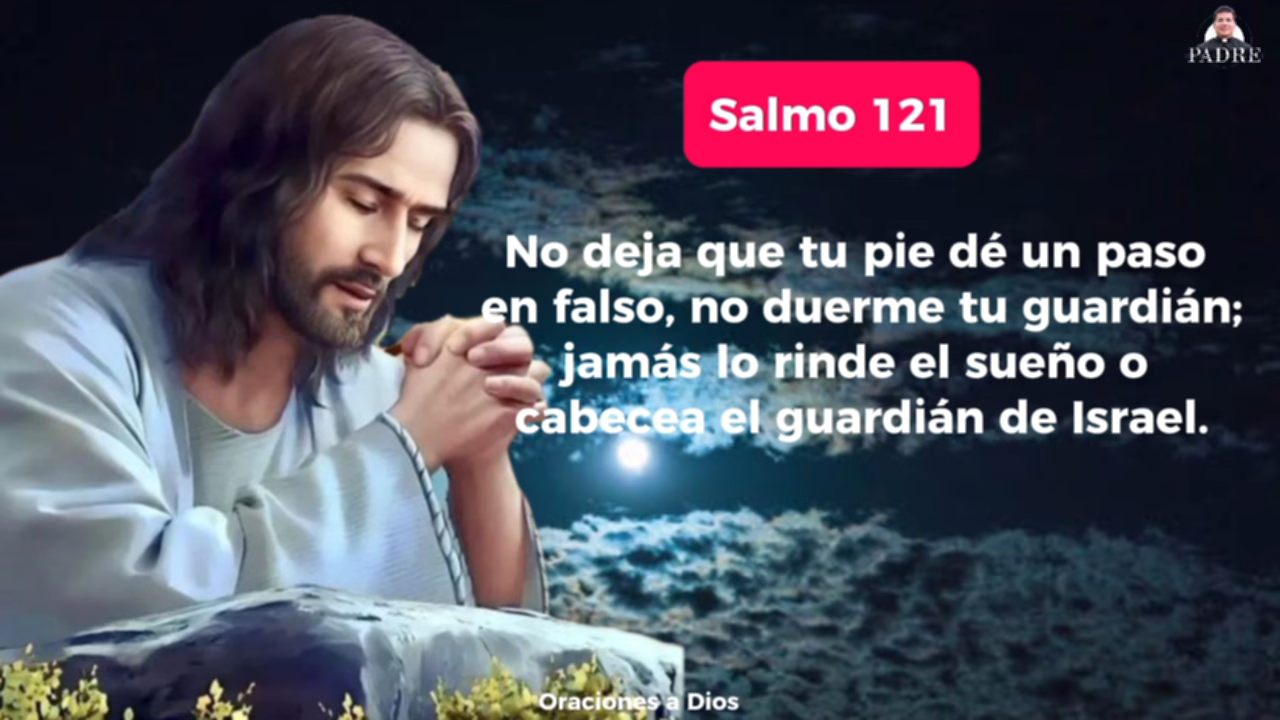 PADRE
Salmo 121
No deja que tu pie dé un paso
en falso, no duerme tu guardián;
jamás lo rinde el sueño o
cabecea el guardián de Israel.
Oraciones a Dios